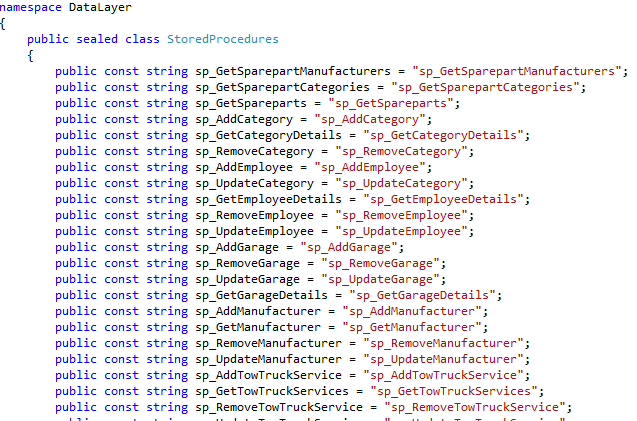 namespace DataLayer
{
public sealed class StoredProcedures
{
public const string sp_GetSparepartManufacturers = "sp_GetSparepartManufacturers";
public const string sp_GetSparepartCategories = "sp_GetSparepartCategories";
public const string sp_GetSpareparts = "sp_GetSpareparts";
public const string sp_AddCategory = "sp_AddCategory";
public const string sp_GetCategoryDetails = "sp_GetCategoryDetails";
public const string sp_RemoveCategory = "sp_RemoveCategory";
public const string sp_AddEmployee = "sp_AddEmployee";
public const string sp_UpdateCategory = "sp_UpdateCategory";
public const string sp_GetEmployeeDetails = "sp_GetEmployeeDetails";
public const string sp_RemoveEmployee = "sp_RemoveEmployee";
public const string sp_UpdateEmployee = "sp_UpdateEmployee";
public const string sp_AddGarage = "sp_AddGarage";
public const string sp_RemoveGarage = "sp_RemoveGarage";
public const string sp_UpdateGarage = "sp_UpdateGarage";
public const string sp_GetGarageDetails = "sp_GetGarageDetails";
public const string sp_AddManufacturer = "sp_AddManufacturer";
public const string sp_GetManufacturer = "sp_GetManufacturer";
public const string sp_RemoveManufacturer = "sp_RemoveManufacturer";
public const string sp_UpdateManufacturer = "sp_UpdateManufacturer";
public const string sp_AddTowTruckService = "sp_AddTowTruckService";
public const string sp_GetTowTruckServices = "sp_GetTowTruckServices";
public const string sp_RemoveTowTruckService = "sp_RemoveTowTruckService";